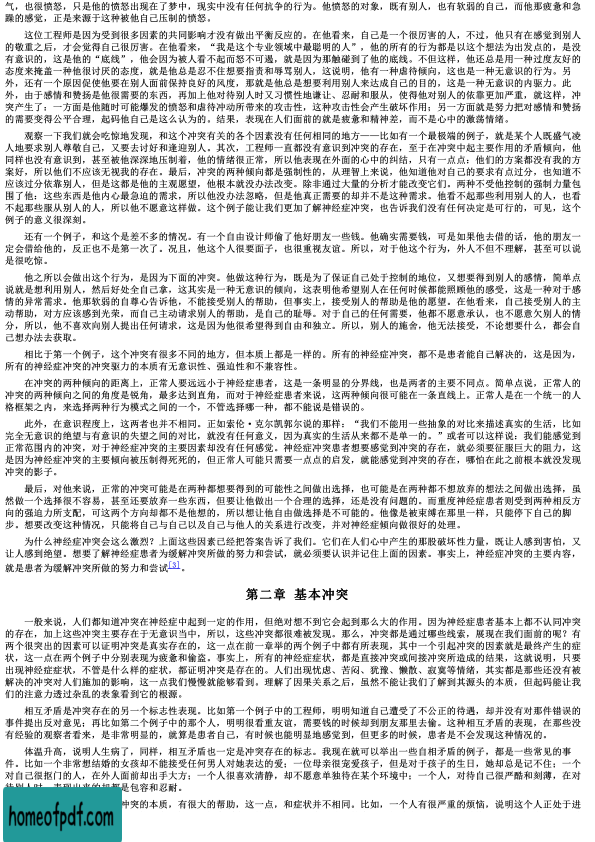 气，也很愤怒，只是他的愤怒出现在了梦中，现实中没有任何抗争的行为。他愤怒的对象，既有别人，也有软弱的自己，而他那疲惫和急
躁的感觉，正是来源于这种被他自己压制的愤怒。
这位工程师是因为受到很多因素的共同影响才没有做出平衡反应的。在他看来，自己是一个很厉害的人，不过，他只有在感觉到别人
的敬重之后，才会觉得自己很厉害。在他看来，“我是这个专业领域中最聪明的人”，他的所有的行为都是以这个想法为出发点的，是没
有意识的，这是他的“底线”，他会因为被人看不起而怒不可遏，就是因为那触碰到了他的底线。但这样，他还总是用一种过度友好的
态度来掩盖一种他很讨厌的态度，就是他总是忍不住想要指责和辱骂别人，这说明，他有一种虐待倾向，这也是一种无意识的行为。另
外，还有一个原因促使他要在别人面前保持良好的风度，那就是他总是想要利用别人来达成自己的目的，这是一种无意识的内驱力。此
外，由于感情和赞扬是他很需要的东西，再加上他对待别人时又习惯性地谦让、忍耐和服从，使得他对别人的依靠更加严重，就这样，冲
突产生了：一方面是他随时可能爆发的愤怒和虐待冲动所带来的攻击性，这种攻击性会产生破坏作用；另一方面就是努力把对感情和赞扬
的需要变得公平合理，起码他自己是这么认为的。结果，表现在人们面前的就是疲惫和精神差，而不是心中的激荡情绪。
观察一下我们就会吃惊地发现，和这个冲突有关的各个因素没有任何相同的地方——比如有一个最极端的例子，就是某个人既盛气凌
人地要求别人尊敬自己，又要去讨好和逢迎别人。其次，工程师一直都没有意识到冲突的存在，至于在冲突中起主要作用的矛盾倾向，他
同样也没有意识到，甚至被他深深地压制着，他的情绪很正常，所以他表现在外面的心中的纠结，只有一点点：他们的方案都没有我的方
案好，所以他们不应该无视我的存在。最后，冲突的两种倾向都是强制性的，从理智上来说，他知道他对自己的要求有点过分，也知道不
应该过分依靠别人，但是这都是他的主观愿望，他根本就没办法改变。除非通过大量的分析才能改变它们，两种不受他控制的强制力量包
围了他；这些东西是他内心最急迫的需求，所以他没办法忽略，但是他真正需要的却并不是这种需求。他看不起那些利用别人的人，也看
不起那些服从别人的人，所以他不愿意这样做。这个例子能让我们更加了解神经症冲突，也告诉我们没有任何决定是可行的，可见，这个
例子的意义很深刻。
还有一个例子，和这个是差不多的情况。有一个自由设计师偷了他好朋友一些钱。他确实需要钱，可是如果他去借的话，他的朋友一
定会借给他的，反正也不是第一次了。况且，他这个人很要面子，也很重视友谊。所以，对于他这个行为，外人不但不理解，甚至可以说
是很吃惊。
他之所以会做出这个行为，是因为下面的冲突。他做这种行为，既是为了保证自己处于控制的地位，又想要得到别人的感情，简单点
说就是想利用别人，然后好处全自己拿，这其实是一种无意识的倾向，这表明他希望别人在任何时候都能照顾他的感受，这是一种对于感
情的异常需求。他那软弱的自尊心告诉他，不能接受别人的帮助，但事实上，接受别人的帮助是他的愿望。在他看来，自己接受别人的主
动帮助，对方应该感到光荣，而自己主动请求别人的帮助，是自己的耻辱。对于自己的任何需要，他都不愿意承认，也不愿意欠别人的情
分，所以，他不喜欢向别人提出任何请求，这是因为他很希望得到自由和独立。所以，别人的施舍，他无法接受，不论想要什么，都会自
己想办法去获取。
相比于第一个例子，这个冲突有很多不同的地方，但本质上都是一样的。所有的神经症冲突，都不是患者能自己解决的，这是因为，
所有的神经症冲突的冲突驱力的本质有无意识性、强迫性和不兼容性。
在冲突的两种倾向的距离上，正常人要远远小于神经症患者，这是一条明显的分界线，也是两者的主要不同点。简单点说，正常人的
冲突的两种倾向之间的角度是锐角，最多达到直角，而对于神经症患者来说，这两种倾向很可能在一条直线上。正常人是在一个统一的人
格框架之内，来选择两种行为模式之间的一个，不管选择哪一种，都不能说是错误的。
此外，在意识程度上，这两者也并不相同。正如索伦·克尔凯郭尔说的那样：“我们不能用一些抽象的对比来描述真实的生活，比如
完全无意识的绝望与有意识的失望之间的对比，就没有任何意义，因为真实的生活从来都不是单一的。”或者可以这样说：我们能感觉到
正常范围内的冲突，对于神经症冲突的主要因素却没有任何感觉。神经症冲突患者想要感觉到冲突的存在，就必须要征服巨大的阻力，这
是因为神经症冲突的主要倾向被压制得死死的，但正常人可能只需要一点点的启发，就能感觉到冲突的存在，哪怕在此之前根本就没发现
冲突的影子。
最后，对他来说，正常的冲突可能是在两种都想要得到的可能性之间做出选择，也可能是在两种都不想放弃的想法之间做出选择，虽
然做一个选择很不容易，甚至还要放弃一些东西，但要让他做出一个合理的选择，还是没有问题的。而重度神经症患者则受到两种相反方
向的强迫力所支配，可这两个方向却都不是他想的，所以想让他自由做选择是不可能的。他像是被束缚在那里一样，只能停下自己的脚
步。想要改变这种情况，只能将自己与自己以及自己与他人的关系进行改变，并对神经症倾向做很好的处理。
为什么神经症冲突会这么激烈？上面这些因素已经把答案告诉了我们。它们在人们心中产生的那股破坏性力量，既让人感到害怕，又
让人感到绝望。想要了解神经症患者为缓解冲突所做的努力和尝试，就必须要认识并记住上面的因素。事实上，神经症冲突的主要内容，
就是患者为缓解冲突所做的努力和尝试[3]。
第二章 基本冲突
一般来说，人们都知道冲突在神经症中起到一定的作用，但绝对想不到它会起到那么大的作用。因为神经症患者基本上都不认同冲突
的存在，加上这些冲突主要存在于无意识当中，所以，这些冲突都很难被发现。那么，冲突都是通过哪些线索，展现在我们面前的呢？有
两个很突出的因素可以证明冲突是真实存在的，这一点在前一章举的两个例子中都有所表现，其中一个引起冲突的因素就是最终产生的症
状，这一点在两个例子中分别表现为疲惫和偷盗。事实上，所有的神经症症状，都是直接冲突或间接冲突所造成的结果，这就说明，只要
出现神经症症状，不管是什么样的症状，都证明冲突是存在的。人们出现忧虑、苦闷、犹豫、懒散、寂寞等情绪，其实都是那些还没有被
解决的冲突对人们施加的影响，这一点我们慢慢就能够看到。理解了因果关系之后，虽然不能让我们了解到其源头的本质，但起码能让我
们的注意力透过杂乱的表象看到它的根源。
相互矛盾是冲突存在的另一个标志性表现。比如第一个例子中的工程师，明明知道自己遭受了不公正的待遇，却并没有对那件错误的
事件提出反对意见；再比如第二个例子中的那个人，明明很看重友谊，需要钱的时候却到朋友那里去偷。这种相互矛盾的表现，在那些没
有经验的观察者看来，是非常明显的，就算是患者自己，有时候也能明显地感觉到，但更多的时候，患者是不会发现这种情况的。
体温升高，说明人生病了，同样，相互矛盾也一定是冲突存在的标志。我现在就可以举出一些自相矛盾的例子，都是一些常见的事
件。比如一个非常想结婚的女孩却不能接受任何男人对她表达的爱；一位母亲很宠爱孩子，但是对于孩子的生日，她却总是记不住；一个
对自己很抠门的人，在外人面前却出手大方；一个人很喜欢清静，却不愿意单独待在某个环境中；一个人，对待自己很严酷和刻薄，在对
冲突的本质，有很大的帮助，这一点，和症状并不相同。比如，一个人有很严重的烦恼，说明这个人正处于进
homeofpdf.com